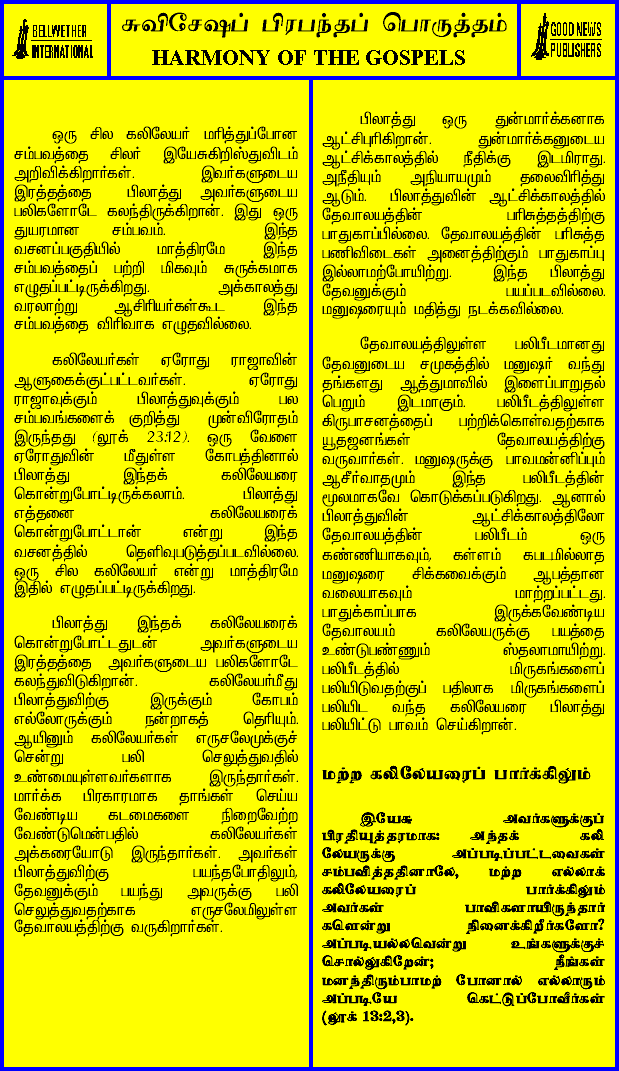 BELLWETHER
INTERNATIONAL
சுவிசேஷப் பிரபந்தப் பொருத்தம்
HARMONY OF THE GOSPELS
GOOD NEWS
PUBLISHERS
ஒரு சில கலிலேயர் மரித்துப்போன
சம்பவத்தை சிலர் இயேசுகிறிஸ்துவிடம்
அறிவிக்கிறார்கள். இவர்களுடைய
இரத்தத்தை பிலாத்து அவர்களுடைய
பலிகளோடே கலந்திருக்கிறான். இது ஒரு
துயரமான சம்பவம். இந்த
வசனப்பகுதியில் மாத்திரமே இந்த
சம்பவத்தைப் பற்றி மிகவும் சுருக்கமாக
எழுதப்பட்டிருக்கிறது. அக்காலத்து
வரலாற்று ஆசிரியர்கள்கூட இந்த
சம்பவத்தை விரிவாக எழுதவில்லை.
கலிலேயர்கள் ஏரோது ராஜாவின்
ஆளுகைக்குட்பட்டவர்கள். ஏரோது
ராஜாவுக்கும் பிலாத்துவுக்கும் பல
சம்பவங்களைக் குறித்து முன்விரோதம்
இருந்தது (லூக் 23:12). ஒரு வேளை
ஏரோதுவின் மீதுள்ள கோபத்தினால்
பிலாத்து இந்தக் கலிலேயரை
கொன்றுபோட்டிருக்கலாம். பிலாத்து
எத்தனை கலிலேயரைக்
கொன்றுபோட்டான் என்று இந்த
வசனத்தில் தெளிவுபடுத்தப்படவில்லை.
ஒரு சில கலிலேயர் என்று மாத்திரமே
இதில் எழுதப்பட்டிருக்கிறது.
பிலாத்து இந்தக் கலிலேயரைக்
கொன்றுபோட்டதுடன் அவர்களுடைய
இரத்தத்தை அவர்களுடைய பலிகளோடே
கலந்துவிடுகிறான். கலிலேயர்மீது
பிலாத்துவிற்கு இருக்கும் கோபம்
எல்லோருக்கும் நன்றாகத் தெரியும்.
ஆயினும் கலிலேயர்கள் எருசலேமுக்குச்
சென்று பலி செலுத்துவதில்
உண்மையுள்ளவர்களாக இருந்தார்கள்.
மார்க்க பிரகாரமாக தாங்கள் செய்ய
வேண்டிய கடமைகளை நிறைவேற்ற
வேண்டுமென்பதில் கலிலேயர்கள்
அக்கரையோடு இருந்தார்கள். அவர்கள்
பிலாத்துவிற்கு பயந்தபோதிலும்,
தேவனுக்கும் பயந்து அவருக்கு பலி
செலுத்துவதற்காக எருசலேமிலுள்ள
தேவாலயத்திற்கு வருகிறார்கள்.
பிலாத்து ஒரு துன்மார்க்கனாக
ஆட்சிபுரிகிறான். துன்மார்க்கனுடைய
ஆட்சிக்காலத்தில் நீதிக்கு இடமிராது.
அநீதியும் அநியாயமும் தலைவிரித்து
ஆடும். பிலாத்துவின் ஆட்சிக்காலத்தில்
தேவாலயத்தின் பரிசுத்தத்திற்கு
பாதுகாப்பில்லை. தேவாலயத்தின் பரிசுத்த
பணிவிடைகள் அனைத்திற்கும் பாதுகாப்பு
இல்லாமற்போயிற்று. இந்த பிலாத்து
தேவனுக்கும் பயப்படவில்லை.
மனுஷரையும் மதித்து நடக்கவில்லை.
தேவாலயத்திலுள்ள பலிபீடமானது
தேவனுடைய சமுகத்தில் மனுஷர் வந்து
தங்களது ஆத்துமாவில் இளைப்பாறுதல்
பெறும் இடமாகும். பலிபீடத்திலுள்ள
கிருபாசனத்தைப் பற்றிக்கொள்வதற்காக
யூதஜனங்கள் தேவாலயத்திற்கு
வருவார்கள். மனுஷருக்கு பாவமன்னிப்பும்
ஆசீர்வாதமும் இந்த பலிபீடத்தின்
மூலமாகவே கொடுக்கப்படுகிறது. ஆனால்
பிலாத்துவின் ஆட்சிக்காலத்திலோ
தேவாலயத்தின் பலிபீடம் ஒரு
கண்ணியாகவும், கள்ளம் கபடமில்லாத
மனுஷரை சிக்கவைக்கும் ஆபத்தான
வலையாகவும் மாற்றப்பட்டது.
பாதுக்காப்பாக இருக்கவேண்டிய
தேவாலயம் கலிலேயருக்கு பயத்தை
உண்டுபண்ணும் ஸ்தலாமாயிற்று.
பலிபீடத்தில் மிருகங்களைப்
பலியிடுவதற்குப் பதிலாக மிருகங்களைப்
பலியிட வந்த கலிலேயரை பிலாத்து
பலியிட்டு பாவம் செய்கிறான்.
மற்ற கலிலேயரைப் பார்க்கிலும்
இயேசு அவர்களுக்குப்
பிரதியுத்தரமாக: அந்தக் கலி
லேயருக்கு அப்படிப்பட்டவைகள்
சம்பவித்ததினாலே, மற்ற எல்லாக்
கலிலேயரைப் பார்க்கிலும்
அவர்கள் பாவிகளாயிருந்தார்
களென்று நினைக்கிறீர்களோ?
அப்படியல்லவென்று உங்களுக்குச்
சொல்லுகிறேன்; நீங்கள்
மனந்திரும்பாமற் போனால் எல்லாரும்
அப்படியே கெட்டுப்போவீர்கள்
(லூக் 13:2,3).